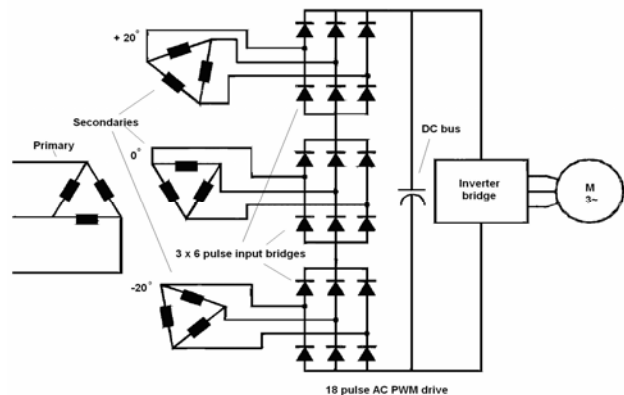 + 20°
Secondaries
Primary
0°
DC bus
Inverter
bridge
M
3~
3 x 6 pulse input bridges
-20°
18 pulse AC PWM drive